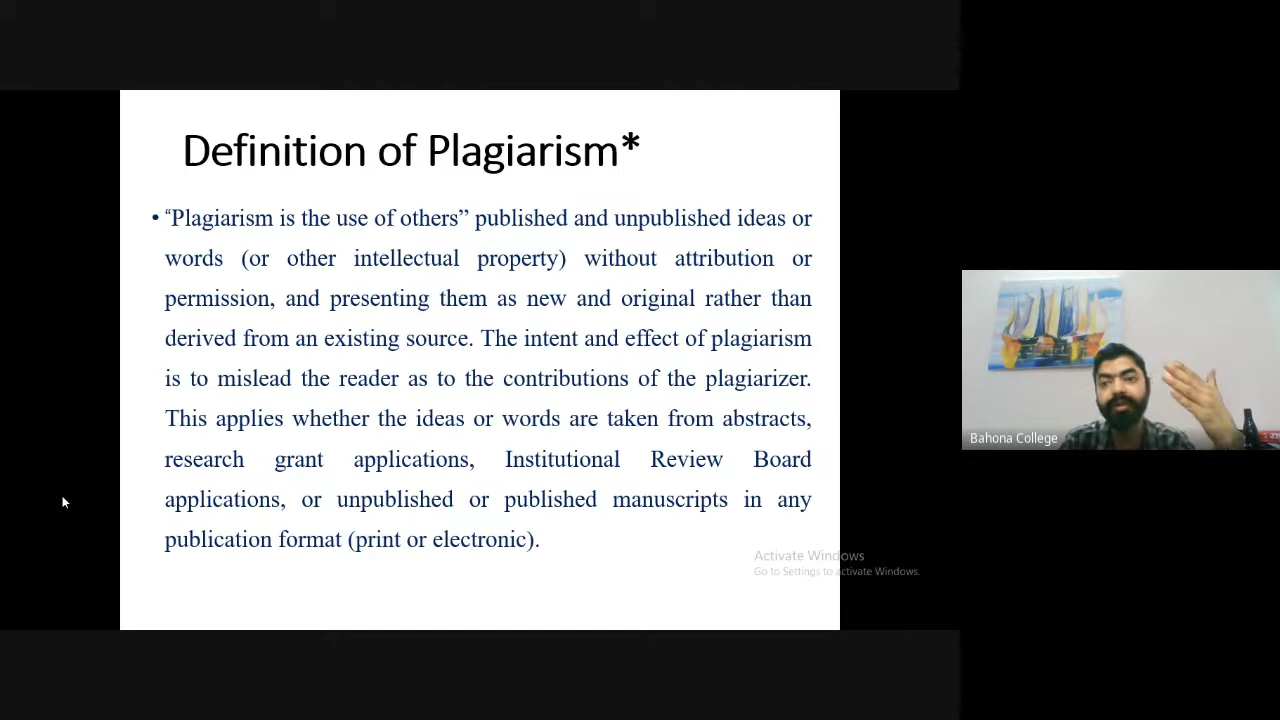 Definition of Plagiarism*
• “Plagiarism is the use of others” published and unpublished ideas or
words (or other intellectual property) without attribution or
permission, and presenting them as new and original rather than
derived from an existing source. The intent and effect of plagiarism
is to mislead the reader as to the contributions of the plagiarizer.
This applies whether the ideas or words are taken from abstracts,
research grant applications, Institutional Review Board
applications, or unpublished or published manuscripts in any
publication format (print or electronic).
Bahona College
Activate Windows
Go to Settings to activate Windows.